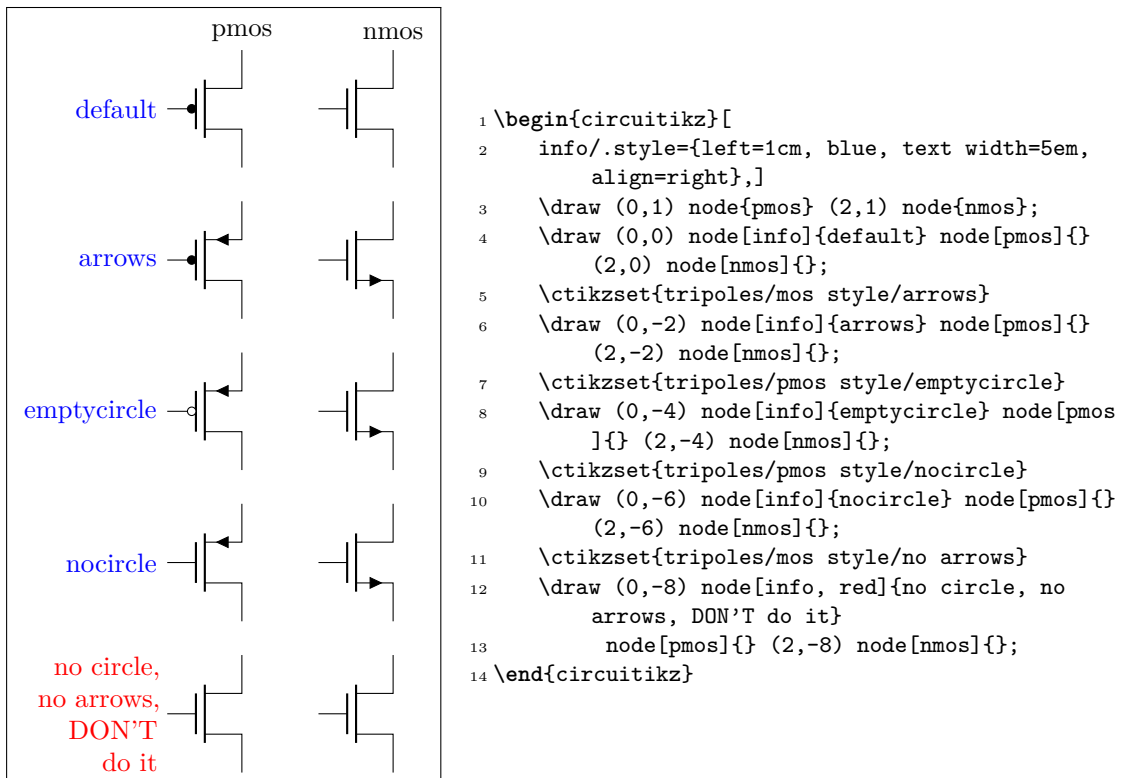 pmos nmos
default
arrows
emptycircle
nocircle
no circle,
no arrows,
DON'T
do it
1 \begin{circuitikz}[
2 info/.style={left=1cm, blue, text width=5em,
align=right},]
3 \draw (0,1) node{pmos} (2,1) node{nmos};
4 \draw (0,0) node[info]{default} node[pmos]{}
(2,0) node[nmos]{};
5 \ctikzset{tripoles/mos style/arrows}
6 \draw (0,-2) node[info]{arrows} node[pmos]{}
(2,-2) node[nmos]{};
7 \ctikzset{tripoles/pmos style/emptycircle}
8 \draw (0,-4) node[info]{emptycircle} node[pmos
]{} (2,-4) node[nmos]{};
9 \ctikzset{tripoles/pmos style/nocircle}
10 \draw (0,-6) node[info]{nocircle} node[pmos]{}
(2,-6) node[nmos]{};
11 \ctikzset{tripoles/mos style/no arrows}
12 \draw (0,-8) node[info, red]{no circle, no
arrows, DON'T do it}
13 node[pmos]{} (2,-8) node[nmos]{};
14 \end{circuitikz}